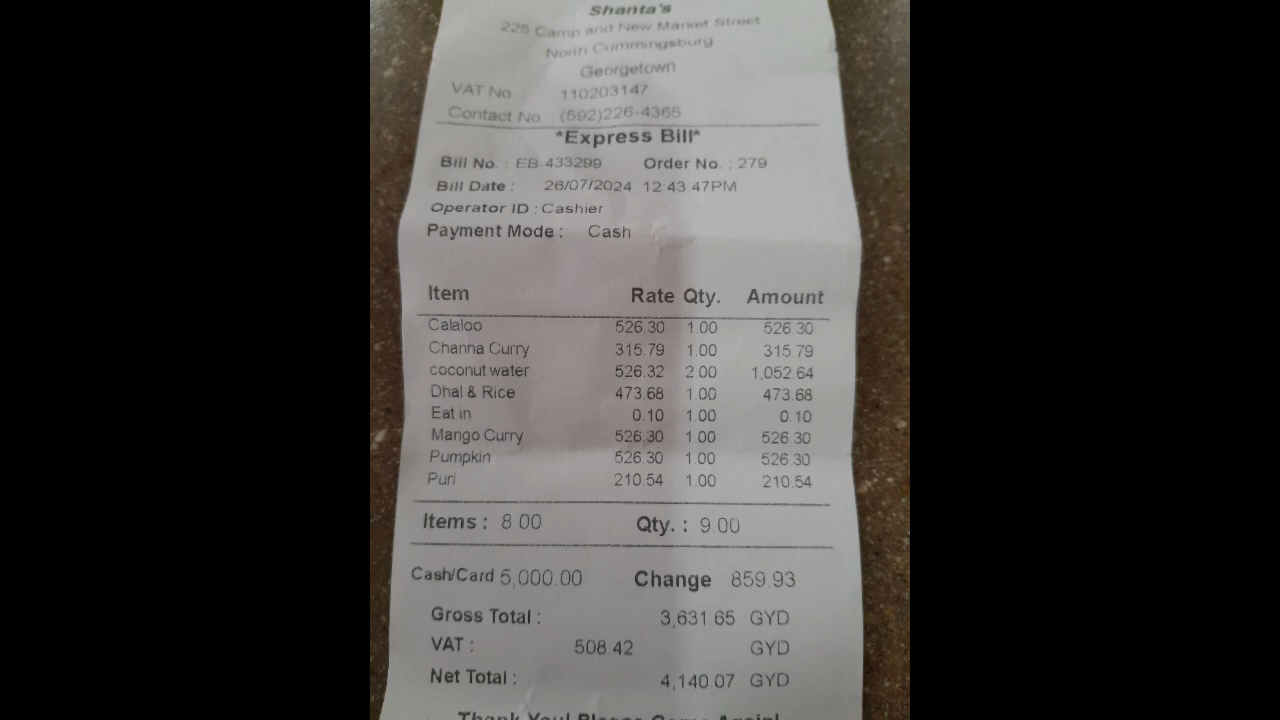 Shanta's
225 Camp and New Market Street
North Cummingsburg
Georgetown
VAT No 110203147
Contact No : (592)226-4365
*Express Bill*
Bill No. : EB-433299 Order No. : 279
Bill Date : 26/07/2024 12:43:47PM
Operator ID : Cashier
Payment Mode : Cash
Item Rate Qty. Amount
Calaloo 526.30 1.00 526.30
Channa Curry 315.79 1.00 315.79
coconut water 526.32 2.00 1,052.64
Dhal & Rice 473.68 1.00 473.68
Eat in 0.10 1.00 0.10
Mango Curry 526.30 1.00 526.30
Pumpkin 526.30 1.00 526.30
Puri 210.54 1.00 210.54
Items : 8.00 Qty. : 9.00
Cash/Card 5,000.00 Change 859.93
Gross Total : 3,631.65 GYD
VAT : 508.42 GYD
Net Total : 4,140.07 GYD
Thank You! Please Come Again!